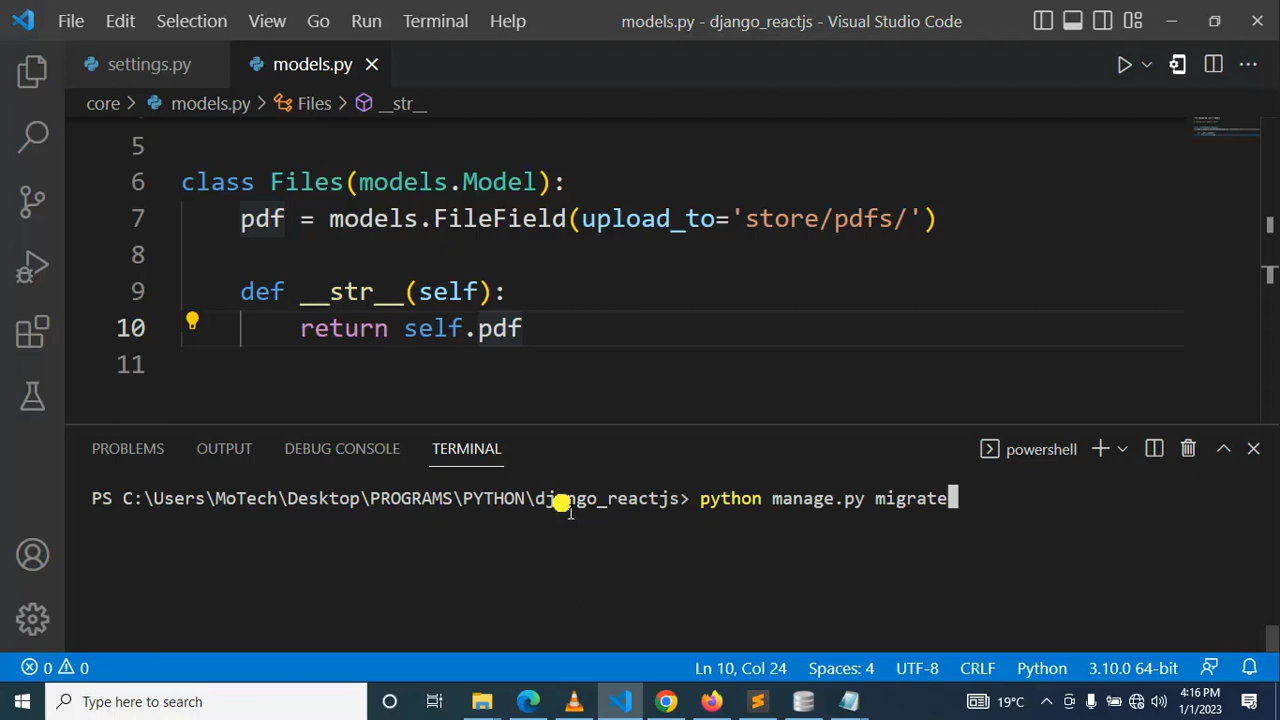 File Edit Selection View Go Run Terminal Help models.py - django_reactjs - Visual Studio Code
settings.py models.py
core > models.py > Files > __str__
5
6 class Files(models.Model):
7 pdf = models.FileField(upload_to='store/pdfs/')
8
9 def __str__(self):
10 return self.pdf
11
PROBLEMS OUTPUT DEBUG CONSOLE TERMINAL powershell
PS C:\Users\MoTech\Desktop\PROGRAMS\PYTHON\django_reactjs> python manage.py migrate
0 0 Ln 10, Col 24 Spaces: 4 UTF-8 CRLF Python 3.10.0 64-bit
Type here to search 19°C 4:16 PM
1/1/2023